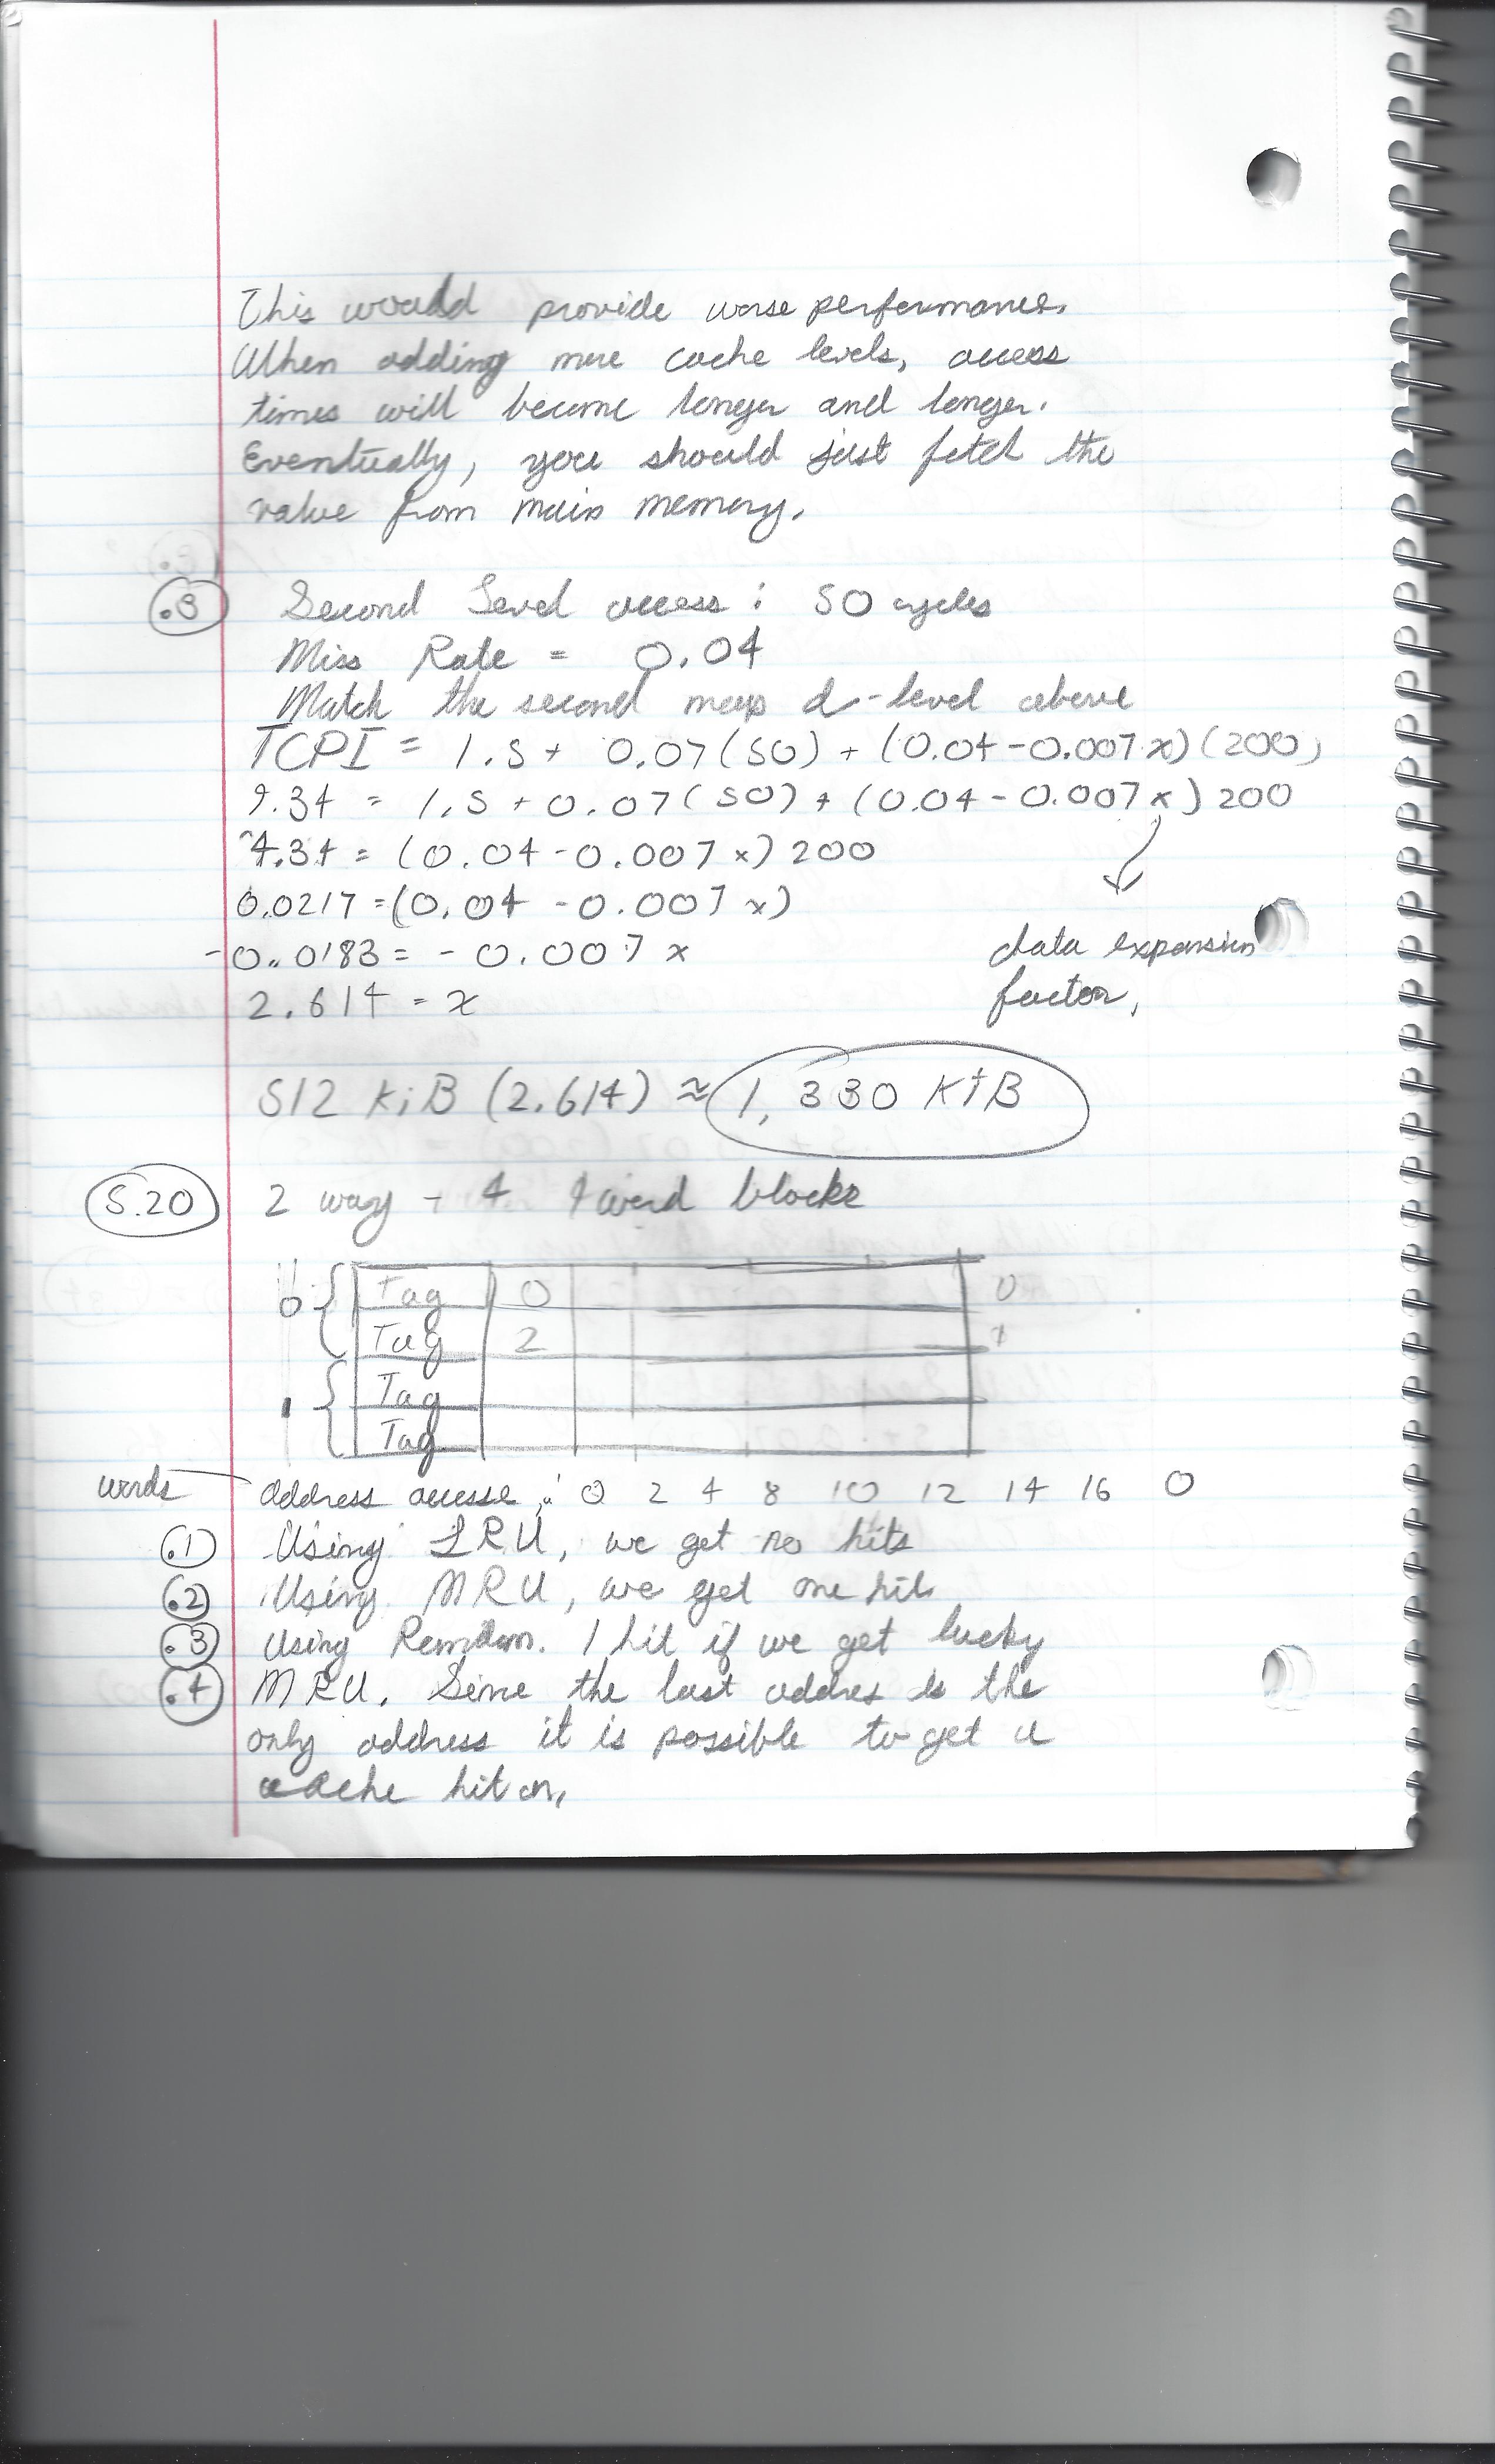 This would provide worse performance.
When adding more cache levels, access
times will become longer and longer.
Eventually, you should just fetch the
value from main memory.
.3 Second Level access : 50 cycles
Miss Rate = 0.04
Match the second d-level above
TCPI = 1.5 + 0.07(50) + (0.04 - 0.007x)(200)
9.34 = 1.5 + 0.07(50) + (0.04 - 0.007x)200
4.34 = (0.04 - 0.007x)200
0.0217 = (0.04 - 0.007x)
-0.0183 = -0.007x
data expansion
2.614 = x
factor,
512 KiB (2.614) ≈ 1,330 KiB
5.20 2 way - 4 1 word blocks
0 Tag 0 0
Tag 2
1 Tag
Tag
words address accesse : 0 2 4 8 10 12 14 16 0
.1 Using LRU, we get no hits
.2 Using MRU, we get one hit
.3 Using Random. 1 hit if we get lucky
.4 MRU. Since the last addres is the
only address it is possible to get a
cache hit on,